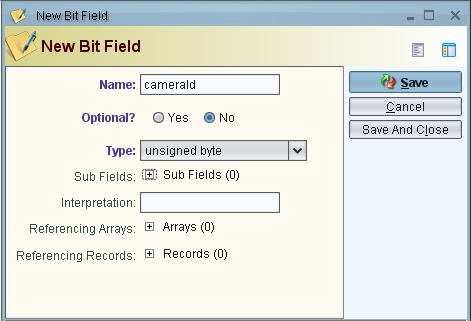 New Bit Field
New Bit Field
Name: cameraId
Optional? Yes No
Type: unsigned byte
Sub Fields: Sub Fields (0)
Interpretation:
Referencing Arrays: Arrays (0)
Referencing Records: Records (0)
Save
Cancel
Save And Close